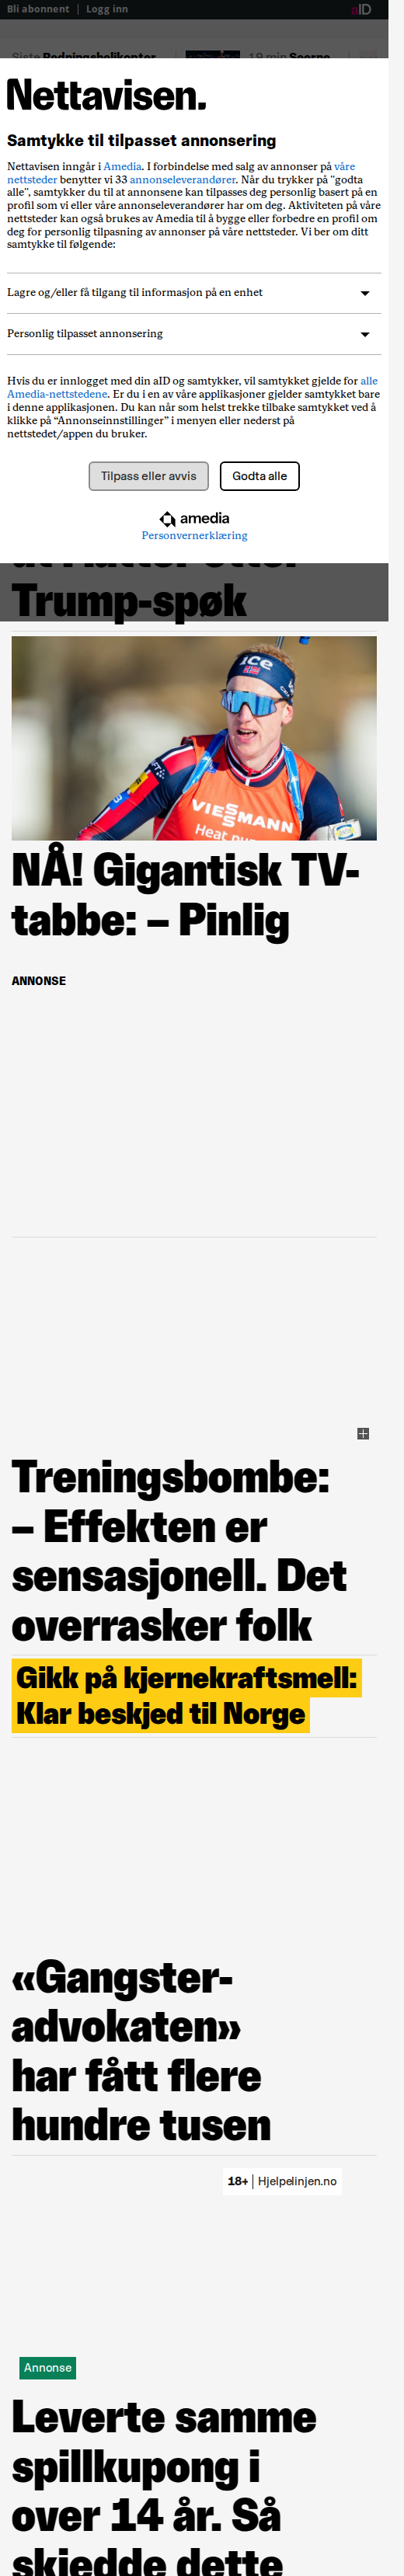 Bli abonnent | Logg inn
aID
Nettavisen.
Samtykke til tilpasset annonsering
Nettavisen inngår i Amedia. I forbindelse med salg av annonser på våre
nettsteder benytter vi 33 annonseleverandører. Når du trykker på "godta
alle", samtykker du til at annonsene kan tilpasses deg personlig basert på en
profil som vi eller våre annonseleverandører har om deg. Aktiviteten på våre
nettsteder kan også brukes av Amedia til å bygge eller forbedre en profil om
deg for personlig tilpasning av annonser på våre nettsteder. Vi ber om ditt
samtykke til følgende:
Lagre og/eller få tilgang til informasjon på en enhet
Personlig tilpasset annonsering
Hvis du er innlogget med din aID og samtykker, vil samtykket gjelde for alle
Amedia-nettstedene. Er du i en av våre applikasjoner gjelder samtykket bare
i denne applikasjonen. Du kan når som helst trekke tilbake samtykket ved å
klikke på “Annonseinnstillinger” i menyen eller nederst på
nettstedet/appen du bruker.
Tilpass eller avvis
Godta alle
amedia
Personvernerklæring
Trump-spøk
ICE
VIESMANN
Heat
NÅ! Gigantisk TV-
tabbe: – Pinlig
ANNONSE
Treningsbombe:
– Effekten er
sensasjonell. Det
overrasker folk
Gikk på kjernekraftsmell:
Klar beskjed til Norge
«Gangster-
advokaten»
har fått flere
hundre tusen
18+ | Hjelpelinjen.no
Annonse
Leverte samme
spillkupong i
over 14 år. Så
skjedde dette